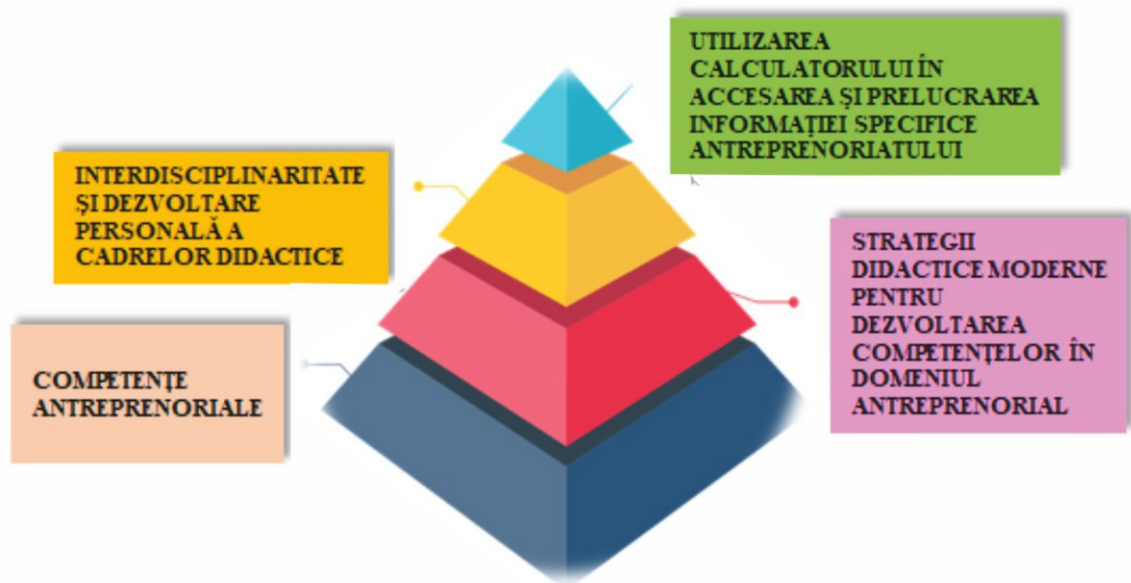 UTILIZAREA
CALCULATORULUI ÎN
ACCESAREA ȘI PRELUCRAREA
INFORMAȚIEI SPECIFICE
ANTREPRENORIATULUI
INTERDISCIPLINARITATE
ȘI DEZVOLTARE
PERSONALĂ A
CADRELOR DIDACTICE
STRATEGII
DIDACTICE MODERNE
PENTRU
DEZVOLTAREA
COMPETENȚELOR ÎN
DOMENIUL
ANTREPRENORIAL
COMPETENȚE
ANTREPRENORIALE